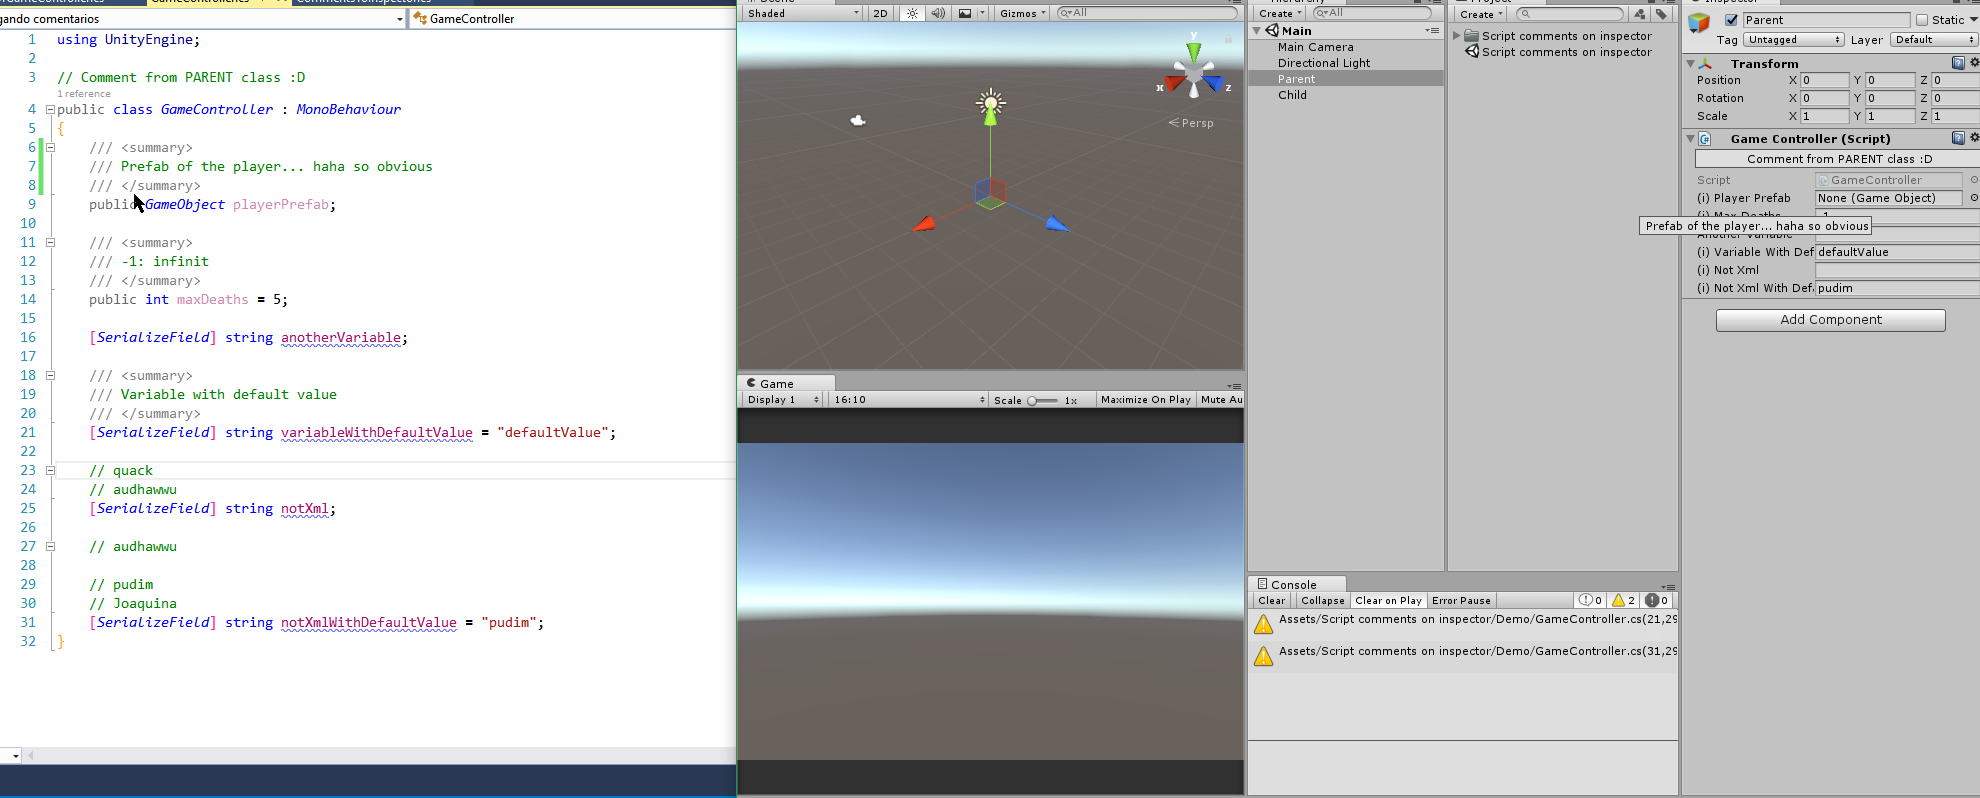 gando comentarios
GameController
1 using UnityEngine;
2
3 // Comment from PARENT class :D
1 reference
4 public class GameController : MonoBehaviour
5 {
6 /// <summary>
7 /// Prefab of the player... haha so obvious
8 /// </summary>
9 public GameObject playerPrefab;
10
11 /// <summary>
12 /// -1: infinit
13 /// </summary>
14 public int maxDeaths = 5;
15
16 [SerializeField] string anotherVariable;
17
18 /// <summary>
19 /// Variable with default value
20 /// </summary>
21 [SerializeField] string variableWithDefaultValue = "defaultValue";
22
23 // quack
24 // audhawwu
25 [SerializeField] string notXml;
26
27 // audhawwu
28
29 // pudim
30 // Joaquina
31 [SerializeField] string notXmlWithDefaultValue = "pudim";
32 }
Shaded 2D Gizmos All
y
x z
Persp
Game
Display 1 16:10 Scale 1x Maximize On Play Mute Au
Create All
Main
Main Camera
Directional Light
Parent
Child
Create
Script comments on inspector
Script comments on inspector
Console
Clear Collapse Clear on Play Error Pause 0 2 0
Assets/Script comments on inspector/Demo/GameController.cs(21,29
Assets/Script comments on inspector/Demo/GameController.cs(31,29
Parent Static
Tag Untagged Layer Default
Transform
Position X 0 Y 0 Z 0
Rotation X 0 Y 0 Z 0
Scale X 1 Y 1 Z 1
Game Controller (Script)
Comment from PARENT class :D
Script GameController
(i) Player Prefab None (Game Object)
Prefab of the player... haha so obvious
(i) Variable With Def defaultValue
(i) Not Xml
(i) Not Xml With Def. pudim
Add Component